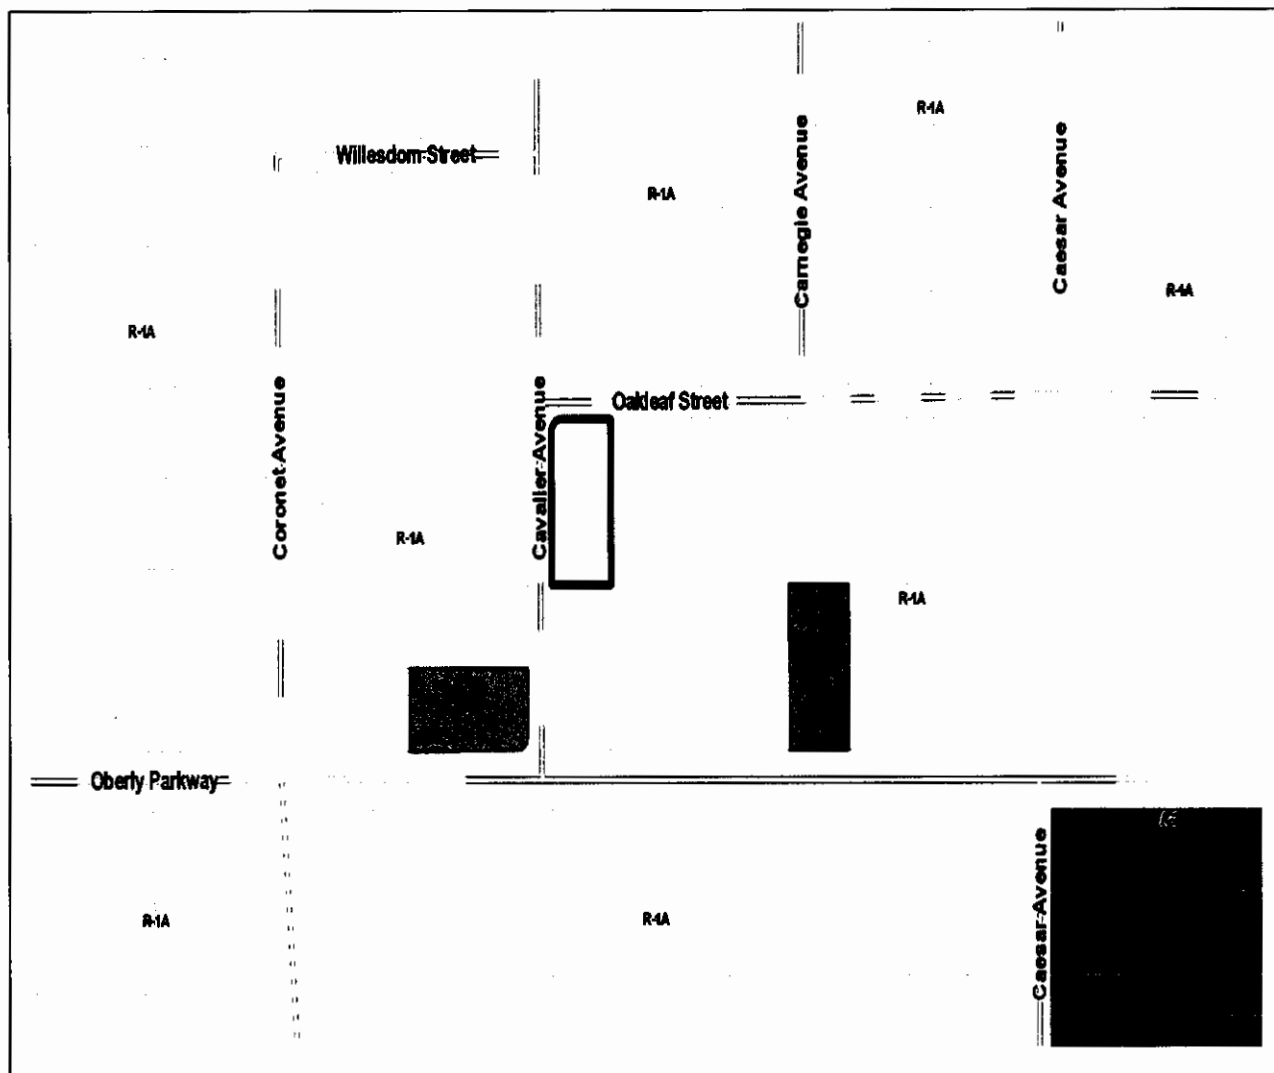 R-1A
Willesdom Street
R-1A
Carnegie Avenue
Caesar Avenue
R-1A
R-1A
Coronet Avenue
Cavalier Avenue
Oakleaf Street
R-1A
R-1A
Oberly Parkway
Caesar Avenue
R-1A
R-1A